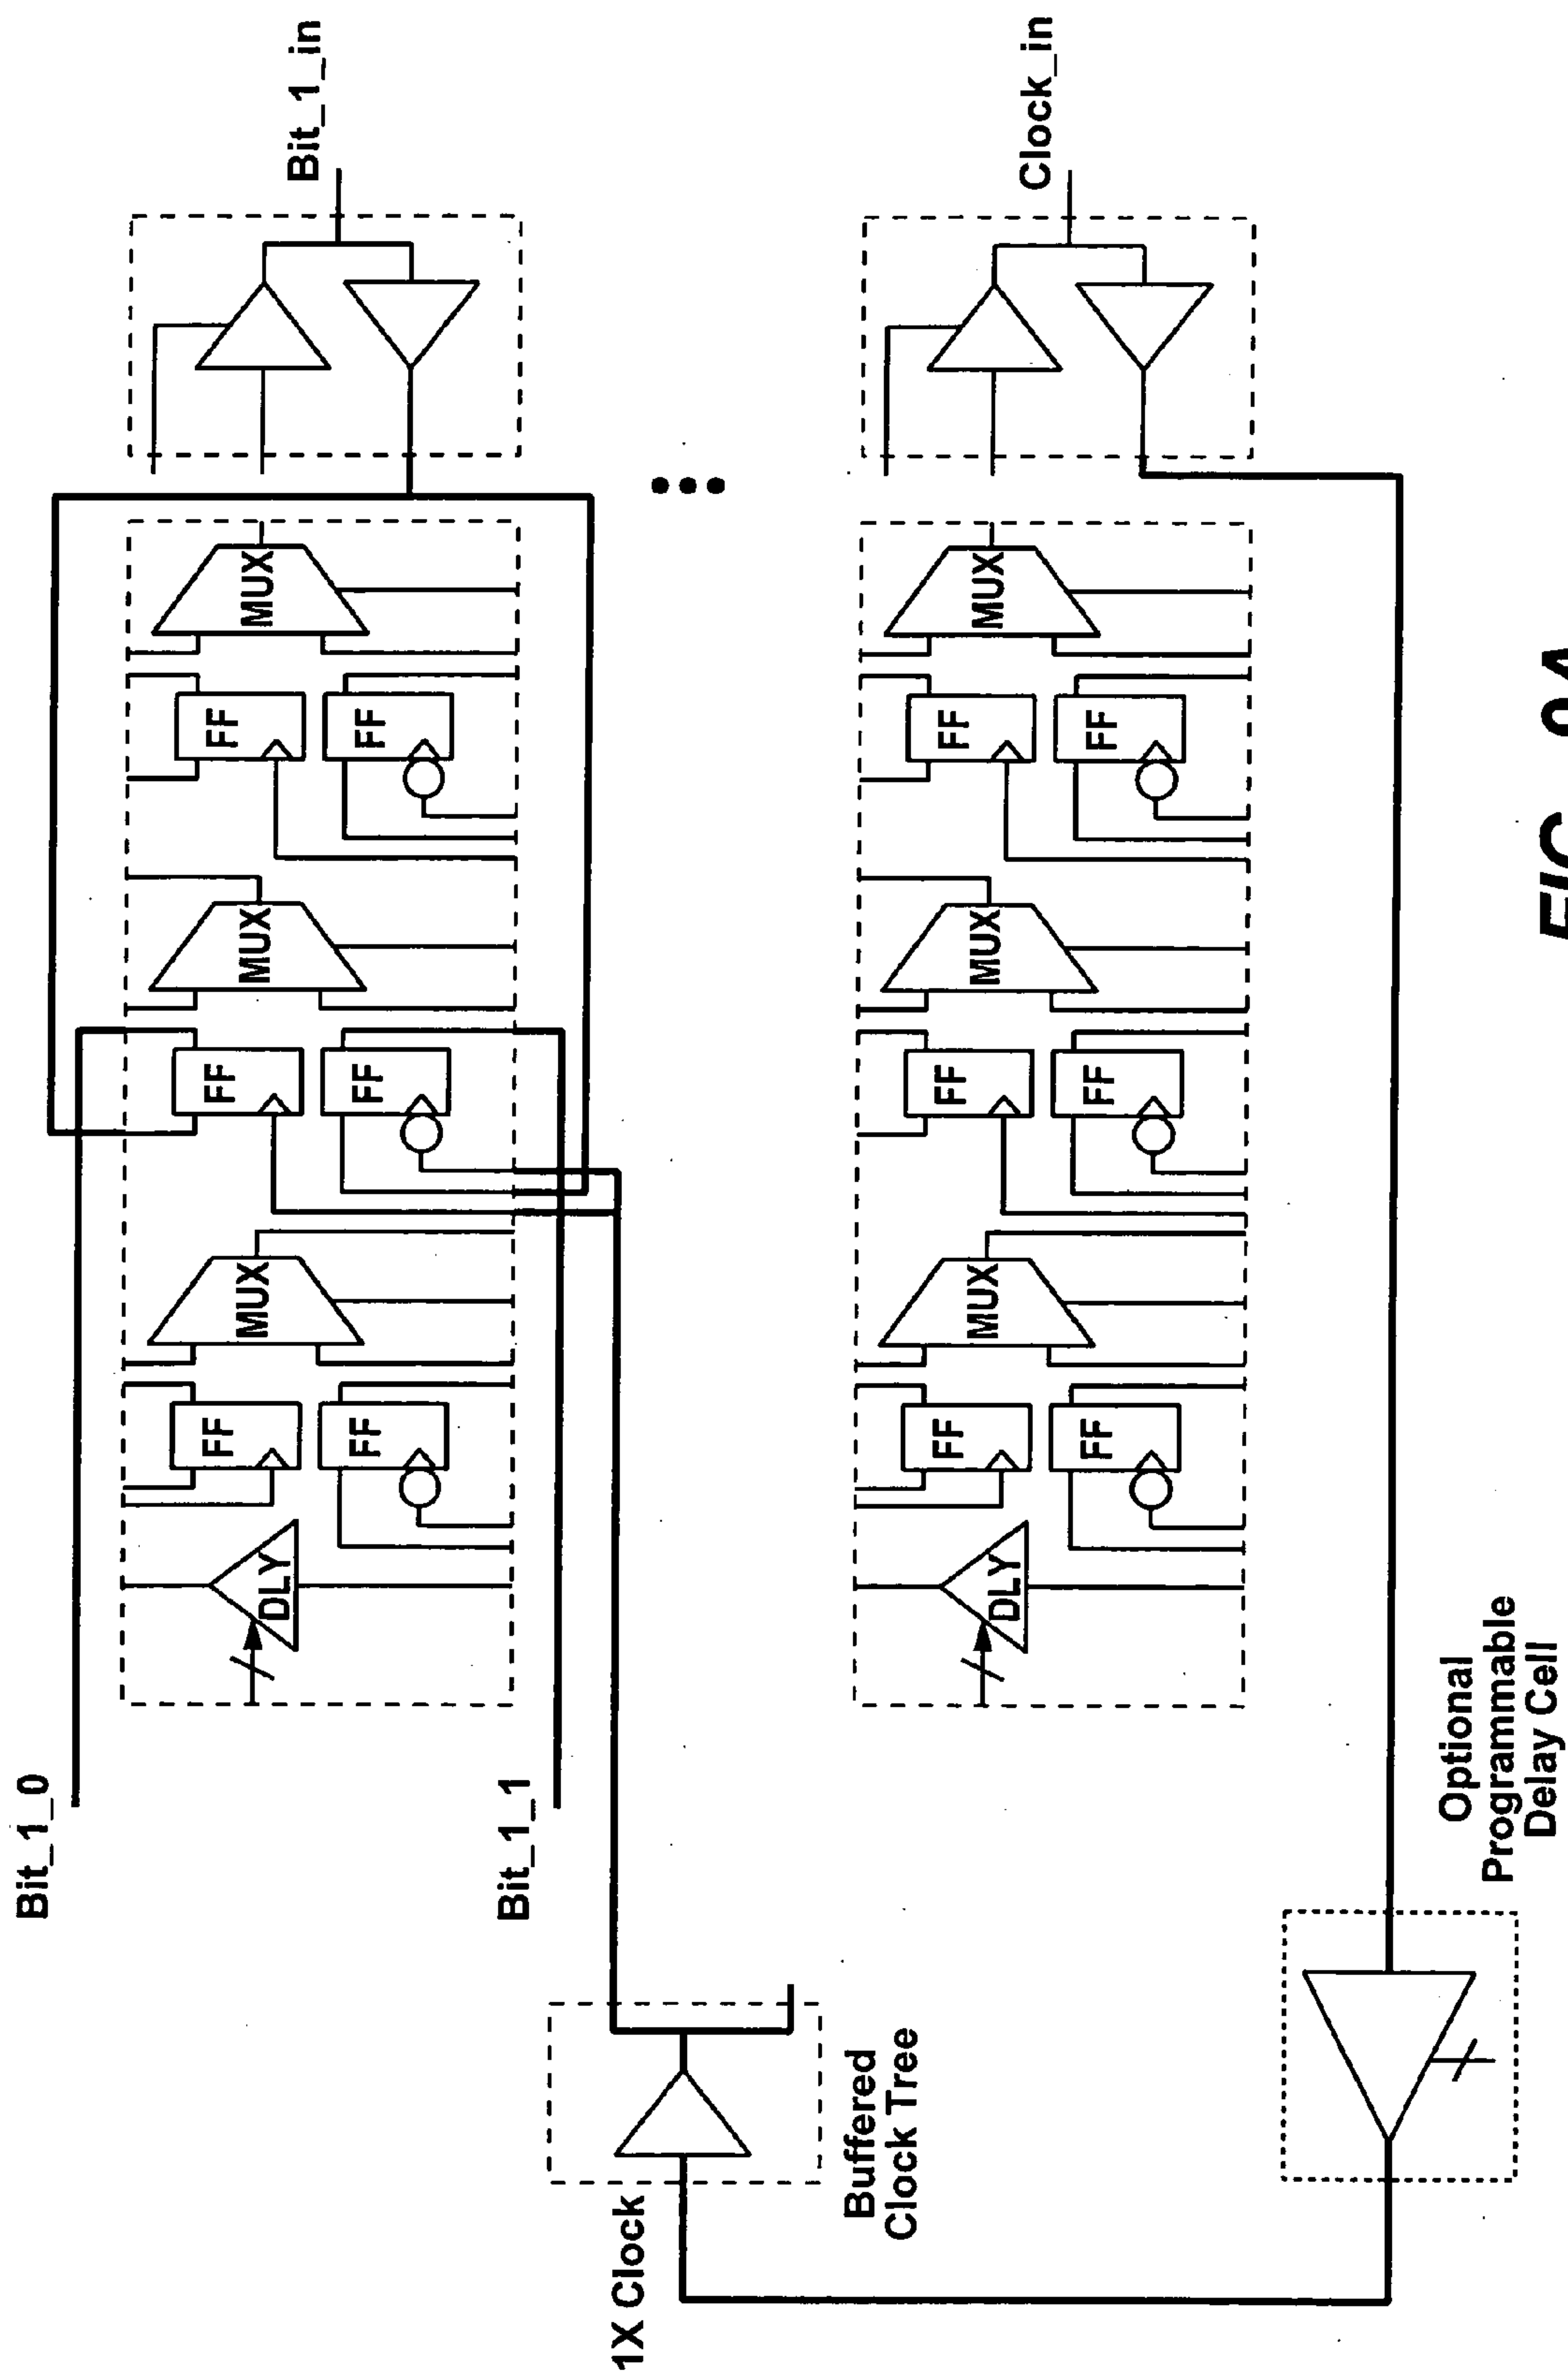 Bit_1_0
FF FF FF
MUX MUX MUX
DLY
Bit_1_in
FF FF FF
Bit_1_1
1X Clock
Buffered
Clock Tree
FF FF FF
MUX MUX MUX
DLY
Clock_in
FF FF FF
Optional
Programmable
Delay Cell